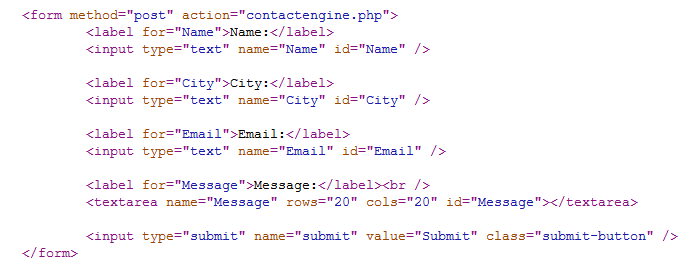 <form method="post" action="contactengine.php">
<label for="Name">Name:</label>
<input type="text" name="Name" id="Name" />
<label for="City">City:</label>
<input type="text" name="City" id="City" />
<label for="Email">Email:</label>
<input type="text" name="Email" id="Email" />
<label for="Message">Message:</label><br />
<textarea name="Message" rows="20" cols="20" id="Message"></textarea>
<input type="submit" name="submit" value="Submit" class="submit-button" />
</form>